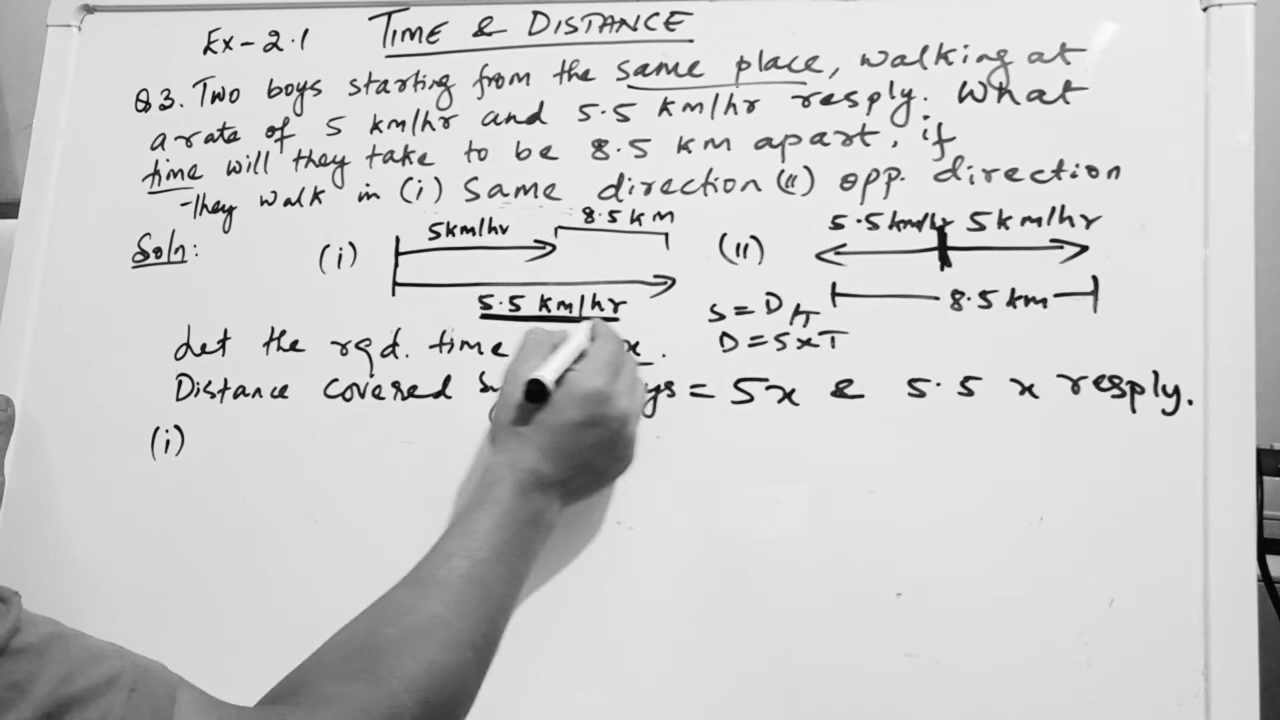 Ex-2.1 TIME & DISTANCE
Q3. Two boys starting from the same place, walking at
a rate of 5 km/hr and 5.5 km/hr resply. What
time will they take to be 8.5 km apart, if
they walk in (i) same direction (ii) opp. direction
Soln:
(i) 5km/hr 8.5 km
5.5 km/hr
(ii) 5.5km/hr 5km/hr
8.5 km
S = D/T
D = S x T
Let the rqd. time x.
Distance covered = 5x & 5.5 x resply.
(i)